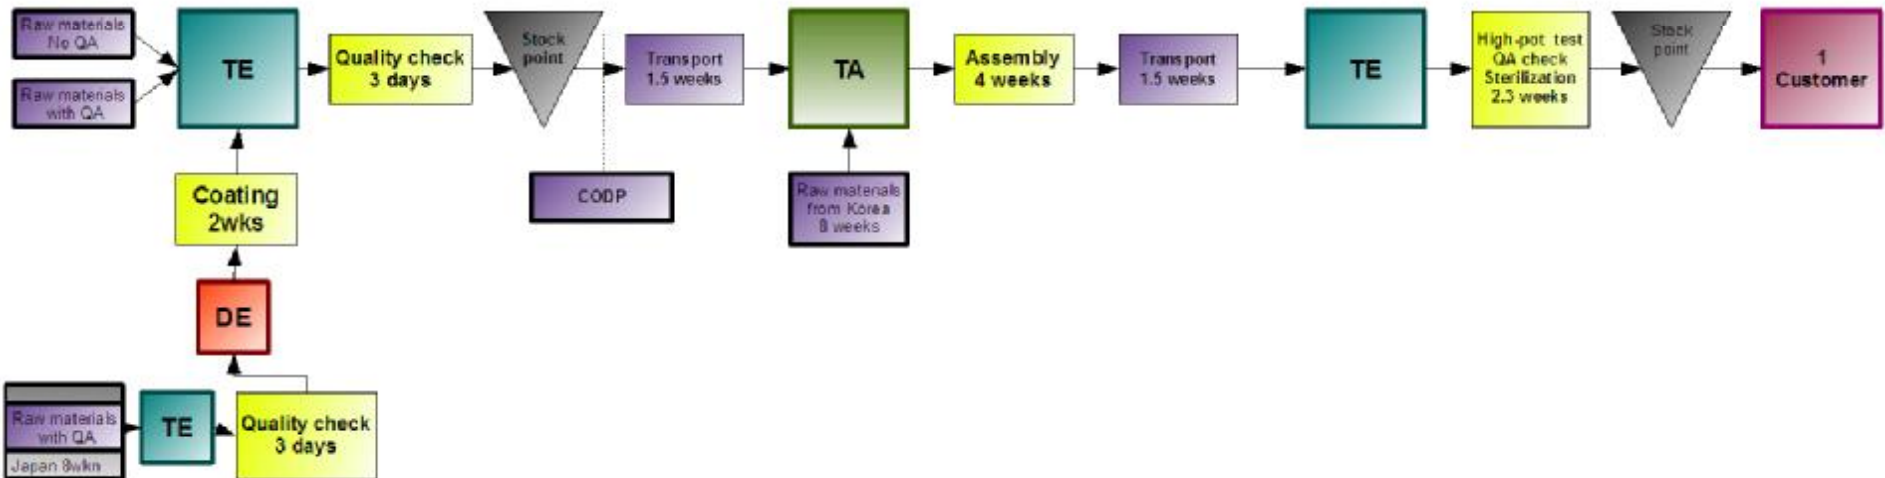 Raw materials
No QA
Raw materials
with QA
TE
Quality check
3 days
Stock
point
Transport
1.5 weeks
TA
Assembly
4 weeks
Transport
1.5 weeks
TE
High-pot test
QA check
Sterilization
2.3 weeks
Stock
point
1
Customer
Coating
2wks
CODP
Raw materials
from Korea
8 weeks
DE
Raw materials
with QA
Japan 8wkn
TE
Quality check
3 days